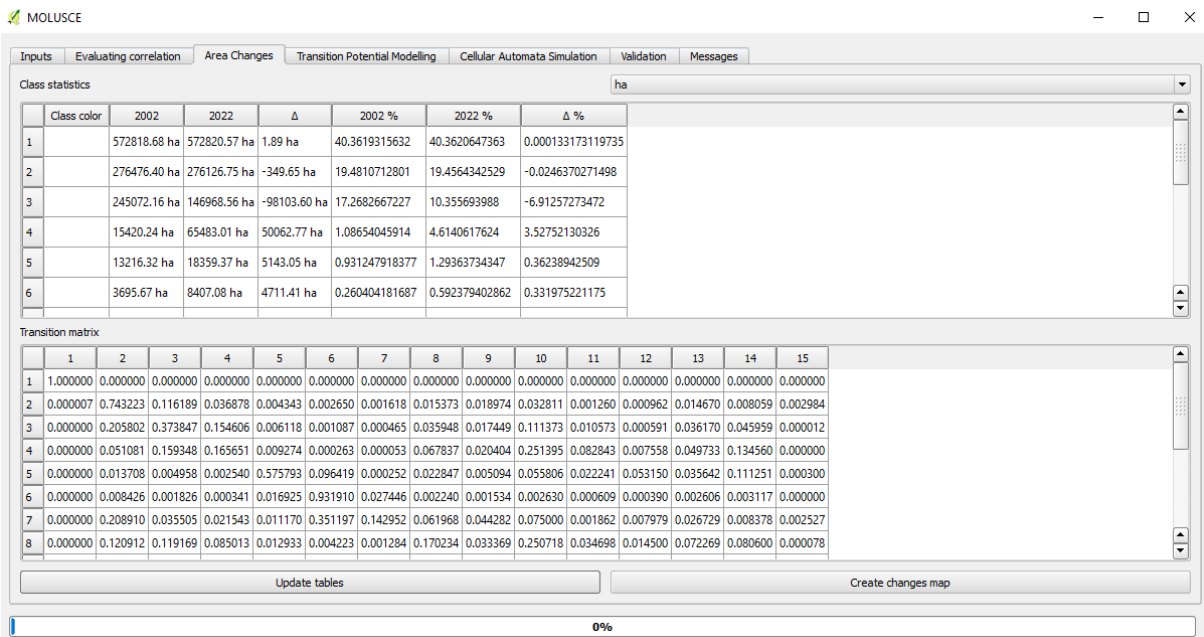 MOLUSCE
Inputs Evaluating correlation Area Changes Transition Potential Modelling Cellular Automata Simulation Validation Messages
Class statistics ha
Class color 2002 2022 Δ 2002 % 2022 % Δ %
1 572818.68 ha 572820.57 ha 1.89 ha 40.3619315632 40.3620647363 0.000133173119735
2 276476.40 ha 276126.75 ha -349.65 ha 19.4810712801 19.4564342529 -0.0246370271498
3 245072.16 ha 146968.56 ha -98103.60 ha 17.2682667227 10.355693988 -6.91257273472
4 15420.24 ha 65483.01 ha 50062.77 ha 1.08654045914 4.6140617624 3.52752130326
5 13216.32 ha 18359.37 ha 5143.05 ha 0.931247918377 1.29363734347 0.36238942509
6 3695.67 ha 8407.08 ha 4711.41 ha 0.260404181687 0.592379402862 0.331975221175
Transition matrix
1 2 3 4 5 6 7 8 9 10 11 12 13 14 15
1 1.000000 0.000000 0.000000 0.000000 0.000000 0.000000 0.000000 0.000000 0.000000 0.000000 0.000000 0.000000 0.000000 0.000000 0.000000
2 0.000007 0.743223 0.116189 0.036878 0.004343 0.002650 0.001618 0.015373 0.018974 0.032811 0.001260 0.000962 0.014670 0.008059 0.002984
3 0.000000 0.205802 0.373847 0.154606 0.006118 0.001087 0.000465 0.035948 0.017449 0.111373 0.010573 0.000591 0.036170 0.045959 0.000012
4 0.000000 0.051081 0.159348 0.165651 0.009274 0.000263 0.000053 0.067837 0.020404 0.251395 0.082843 0.007558 0.049733 0.134560 0.000000
5 0.000000 0.013708 0.004958 0.002540 0.575793 0.096419 0.000252 0.022847 0.005094 0.055806 0.022241 0.053150 0.035642 0.111251 0.000300
6 0.000000 0.008426 0.001826 0.000341 0.016925 0.931910 0.027446 0.002240 0.001534 0.002630 0.000609 0.000390 0.002606 0.003117 0.000000
7 0.000000 0.208910 0.035505 0.021543 0.011170 0.351197 0.142952 0.061968 0.044282 0.075000 0.001862 0.007979 0.026729 0.008378 0.002527
8 0.000000 0.120912 0.119169 0.085013 0.012933 0.004223 0.001284 0.170234 0.033369 0.250718 0.034698 0.014500 0.072269 0.080600 0.000078
Update tables Create changes map
0%